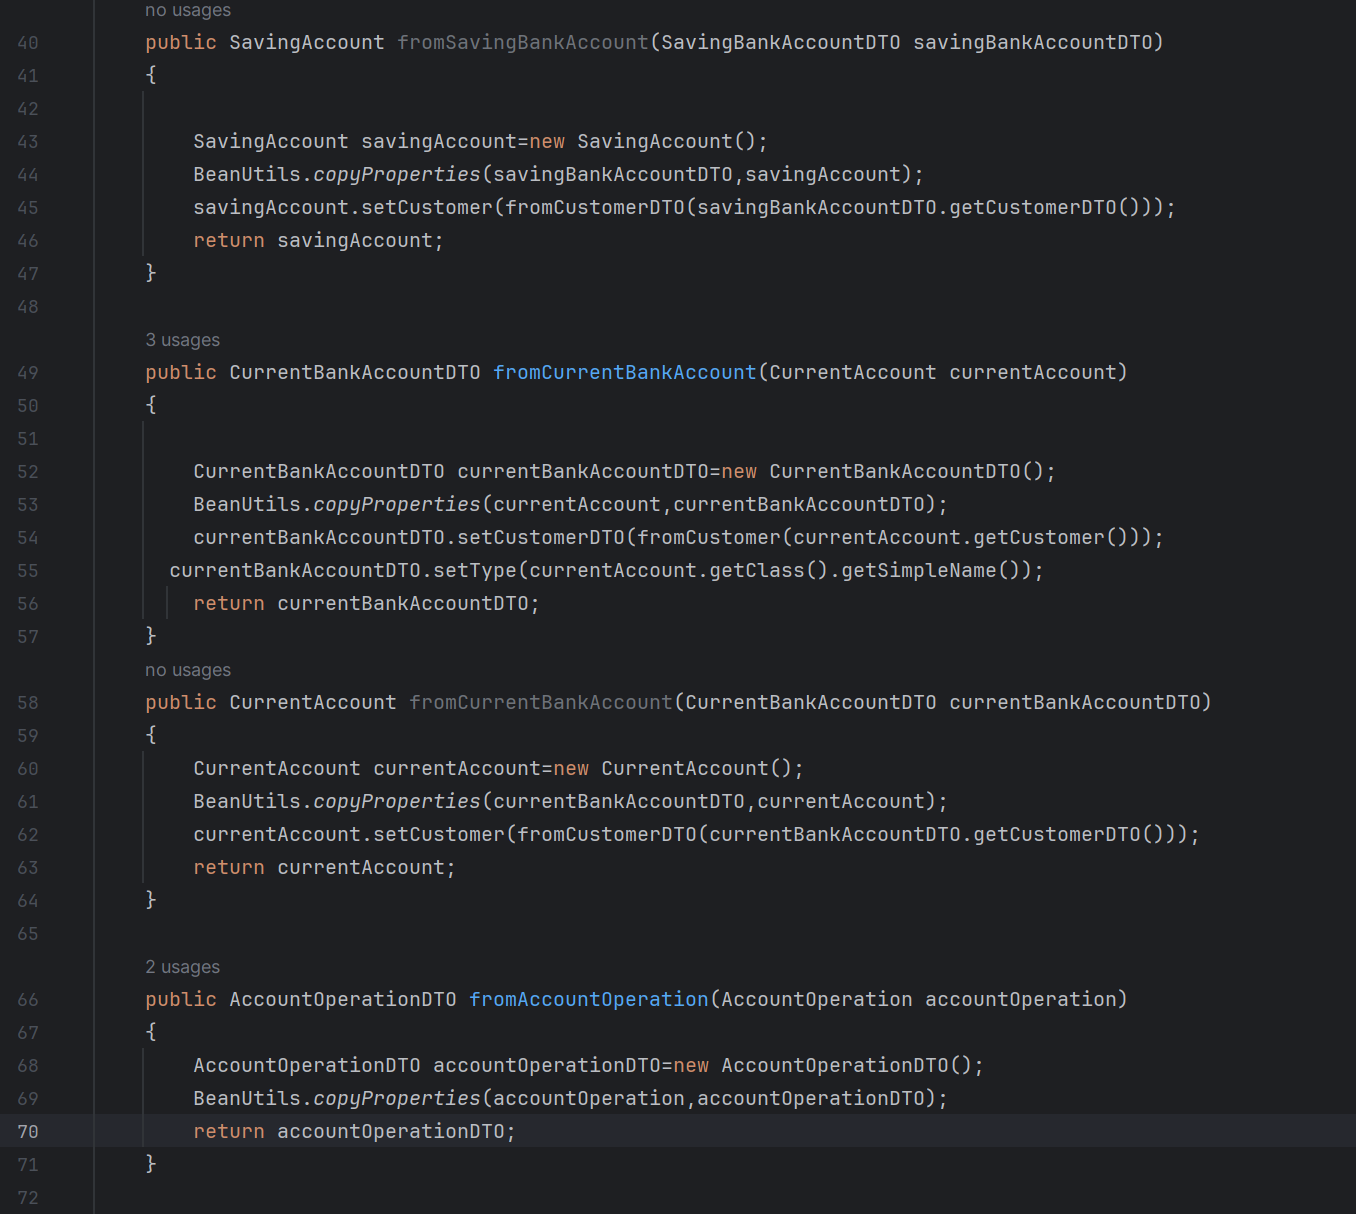 no usages
40 public SavingAccount fromSavingBankAccount(SavingBankAccountDTO savingBankAccountDTO)
41 {
42
43 SavingAccount savingAccount=new SavingAccount();
44 BeanUtils.copyProperties(savingBankAccountDTO,savingAccount);
45 savingAccount.setCustomer(fromCustomerDTO(savingBankAccountDTO.getCustomerDTO()));
46 return savingAccount;
47 }
48
3 usages
49 public CurrentBankAccountDTO fromCurrentBankAccount(CurrentAccount currentAccount)
50 {
51
52 CurrentBankAccountDTO currentBankAccountDTO=new CurrentBankAccountDTO();
53 BeanUtils.copyProperties(currentAccount,currentBankAccountDTO);
54 currentBankAccountDTO.setCustomerDTO(fromCustomer(currentAccount.getCustomer()));
55 currentBankAccountDTO.setType(currentAccount.getClass().getSimpleName());
56 return currentBankAccountDTO;
57 }
no usages
58 public CurrentAccount fromCurrentBankAccount(CurrentBankAccountDTO currentBankAccountDTO)
59 {
60 CurrentAccount currentAccount=new CurrentAccount();
61 BeanUtils.copyProperties(currentBankAccountDTO,currentAccount);
62 currentAccount.setCustomer(fromCustomerDTO(currentBankAccountDTO.getCustomerDTO()));
63 return currentAccount;
64 }
65
2 usages
66 public AccountOperationDTO fromAccountOperation(AccountOperation accountOperation)
67 {
68 AccountOperationDTO accountOperationDTO=new AccountOperationDTO();
69 BeanUtils.copyProperties(accountOperation,accountOperationDTO);
70 return accountOperationDTO;
71 }
72